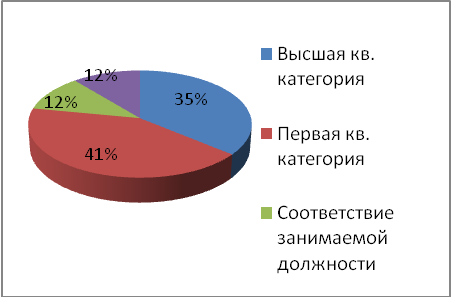 12%
35%
12%
41%
Высшая кв.
категория
Первая кв.
категория
Соответствие
занимаемой
должности